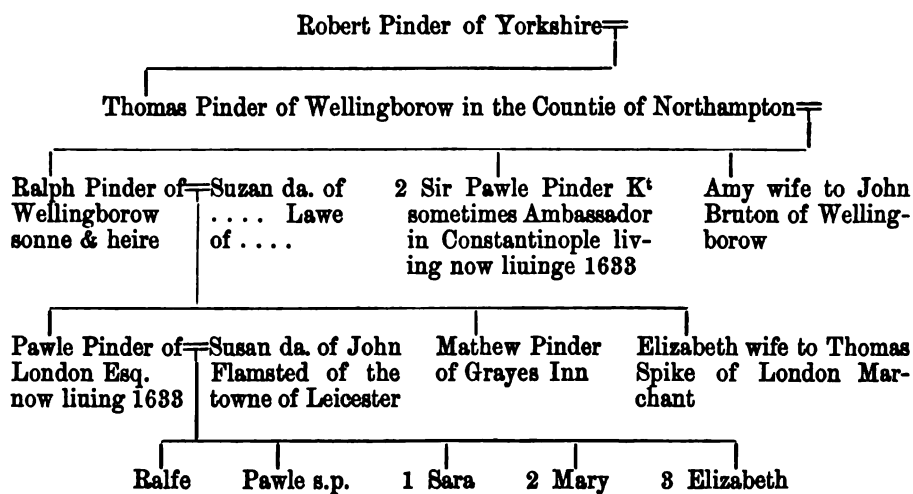 Robert Pinder of Yorkshire
Thomas Pinder of Wellingborow in the Countie of Northampton
Ralph Pinder of
Wellingborow
sonne & heire
Suzan da. of
. . . . Lawe
of . . . .
2 Sir Pawle Pinder Kt
sometimes Ambassador
in Constantinople liv-
ing now liuinge 1633
Amy wife to John
Bruton of Welling-
borow
Pawle Pinder of
London Esq.
now liuing 1633
Susan da. of John
Flamsted of the
towne of Leicester
Mathew Pinder
of Grayes Inn
Elizabeth wife to Thomas
Spike of London Mar-
chant
Ralfe
Pawle s.p.
1 Sara
2 Mary
3 Elizabeth